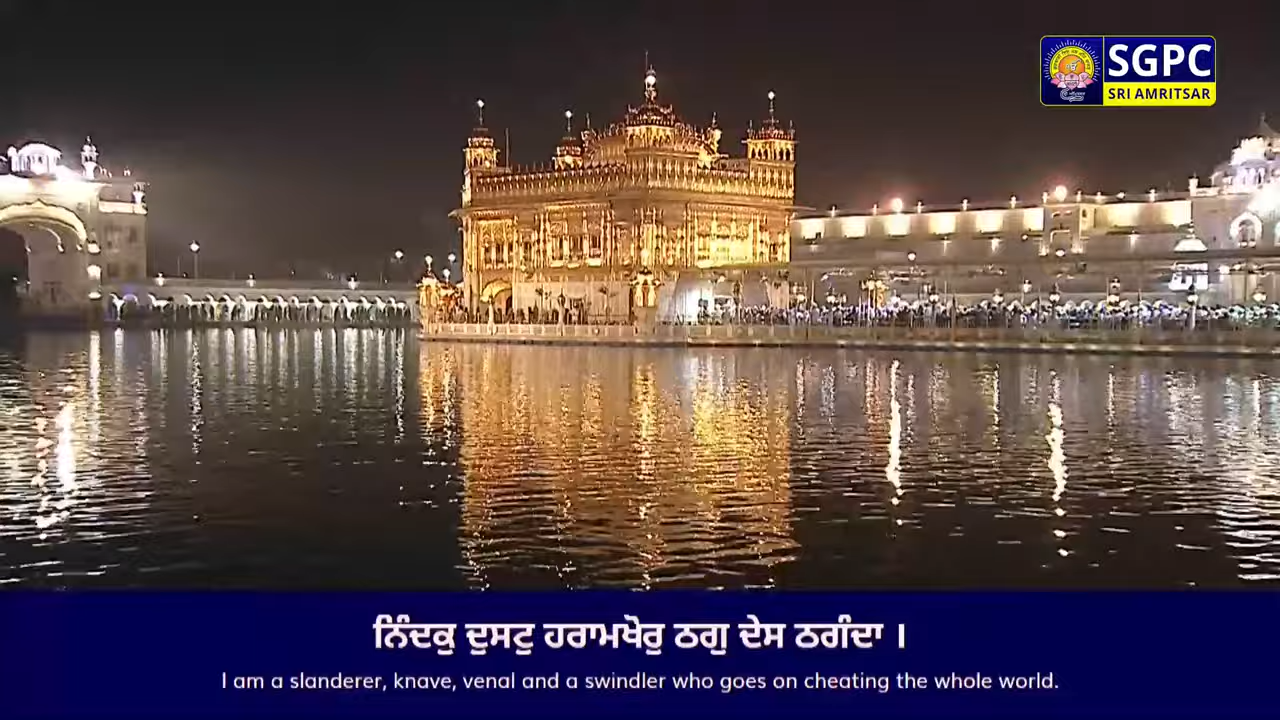 SGPC
SRI AMRITSAR
ਨਿੰਦਕੁ ਦੁਸਟੁ ਹਰਾਮਖੋਰੁ ਠਗੁ ਦੇਸ ਠਗੰਦਾ ।
I am a slanderer, knave, venal and a swindler who goes on cheating the whole world.